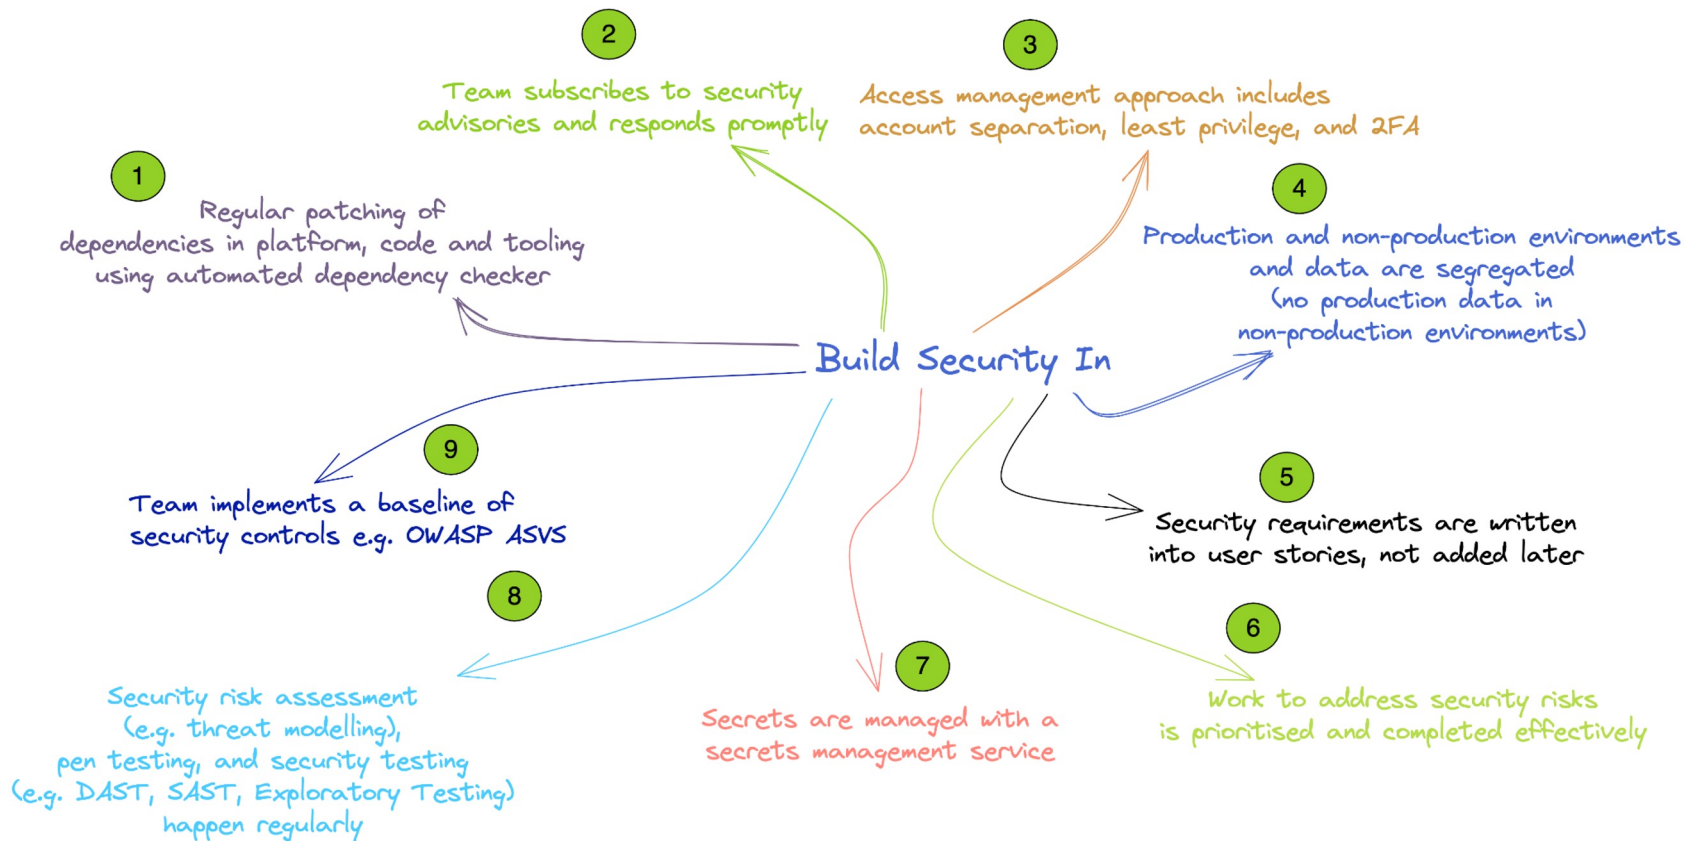 2
Team subscribes to security
advisories and responds promptly
3
Access management approach includes
account separation, least privilege, and 2FA
1
Regular patching of
dependencies in platform, code and tooling
using automated dependency checker
4
Production and non-production environments
and data are segregated
(no production data in
non-production environments)
Build Security In
9
Team implements a baseline of
security controls e.g. OWASP ASVS
5
Security requirements are written
into user stories, not added later
8
Security risk assessment
(e.g. threat modelling),
pen testing, and security testing
(e.g. DAST, SAST, Exploratory Testing)
happen regularly
7
Secrets are managed with a
secrets management service
6
Work to address security risks
is prioritised and completed effectively